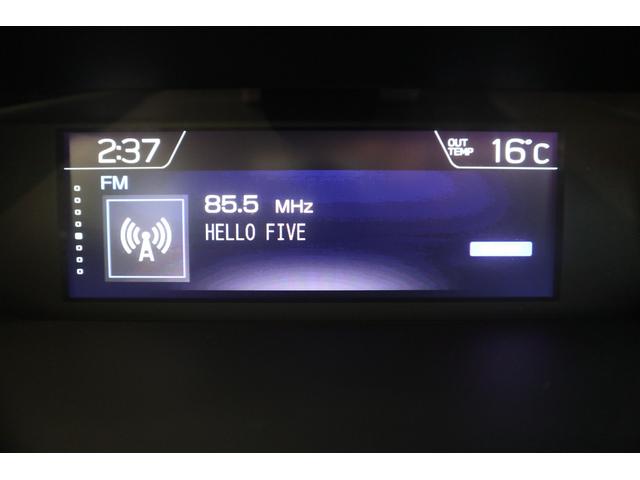 2:37
OUT TEMP 16°C
FM
85.5 MHz
HELLO FIVE